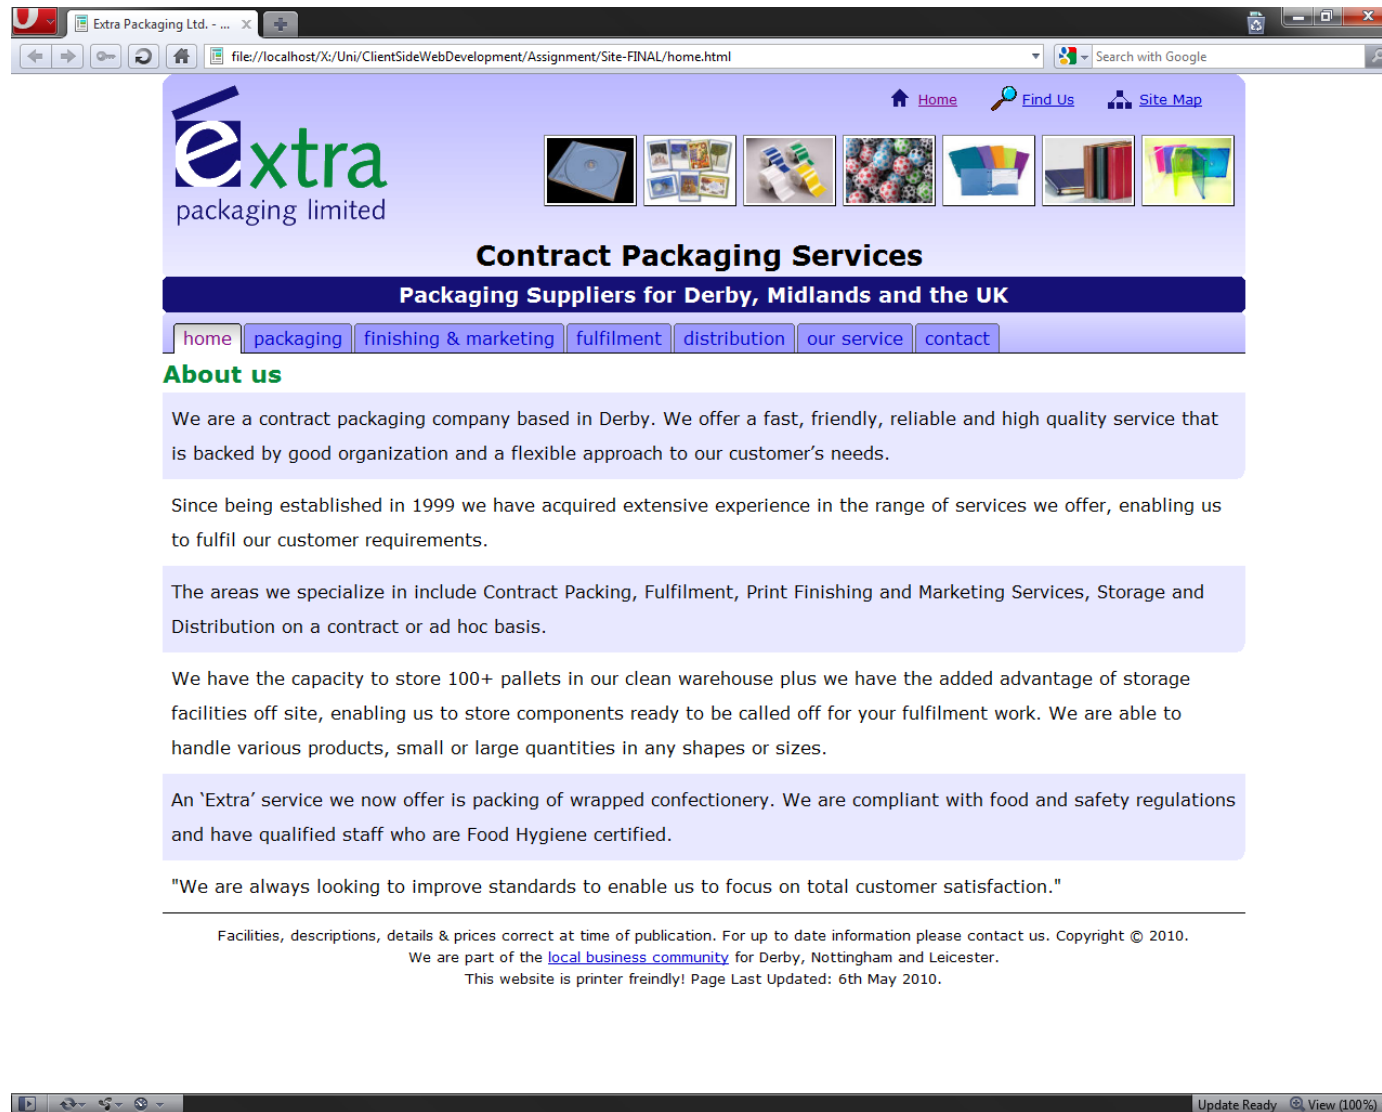 Extra Packaging Ltd. - ...
file://localhost/X:/Uni/ClientSideWebDevelopment/Assignment/Site-FINAL/home.html
Search with Google
Home
Find Us
Site Map
extra
packaging limited
Contract Packaging Services
Packaging Suppliers for Derby, Midlands and the UK
home packaging finishing & marketing fulfilment distribution our service contact
About us
We are a contract packaging company based in Derby. We offer a fast, friendly, reliable and high quality service that
is backed by good organization and a flexible approach to our customer’s needs.
Since being established in 1999 we have acquired extensive experience in the range of services we offer, enabling us
to fulfil our customer requirements.
The areas we specialize in include Contract Packing, Fulfilment, Print Finishing and Marketing Services, Storage and
Distribution on a contract or ad hoc basis.
We have the capacity to store 100+ pallets in our clean warehouse plus we have the added advantage of storage
facilities off site, enabling us to store components ready to be called off for your fulfilment work. We are able to
handle various products, small or large quantities in any shapes or sizes.
An ‘Extra’ service we now offer is packing of wrapped confectionery. We are compliant with food and safety regulations
and have qualified staff who are Food Hygiene certified.
"We are always looking to improve standards to enable us to focus on total customer satisfaction."
Facilities, descriptions, details & prices correct at time of publication. For up to date information please contact us. Copyright © 2010.
We are part of the local business community for Derby, Nottingham and Leicester.
This website is printer freindly! Page Last Updated: 6th May 2010.
Update Ready
View (100%)